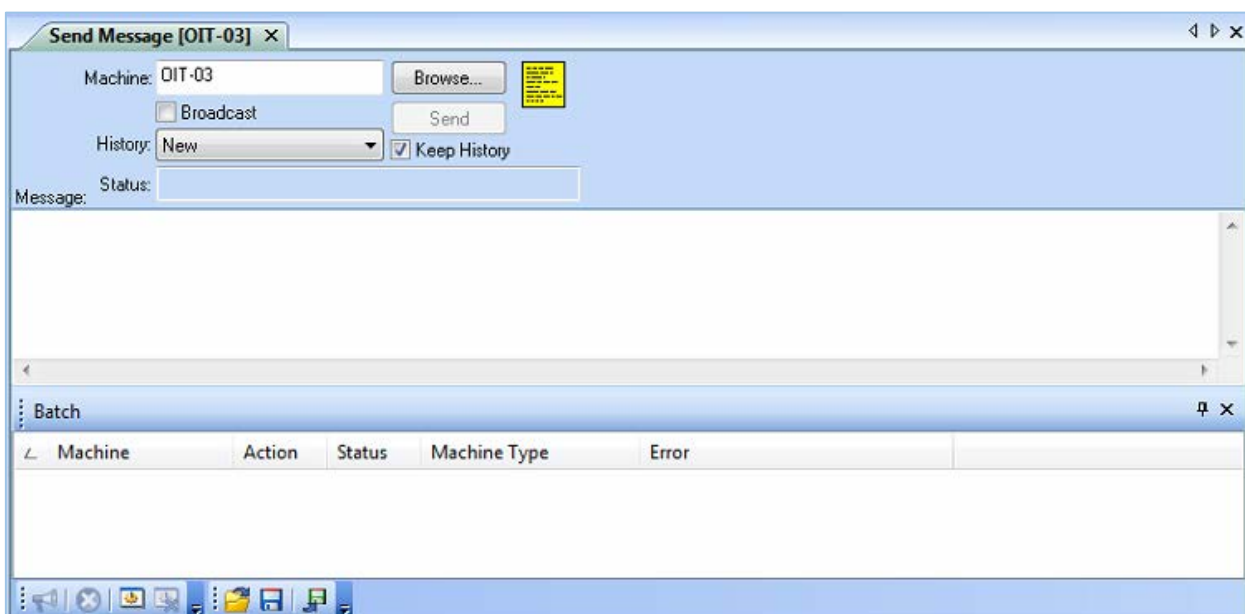 Send Message [OIT-03]
Machine: OIT-03 Browse...
Broadcast Send
History: New Keep History
Status:
Message:
Batch
Machine Action Status Machine Type Error